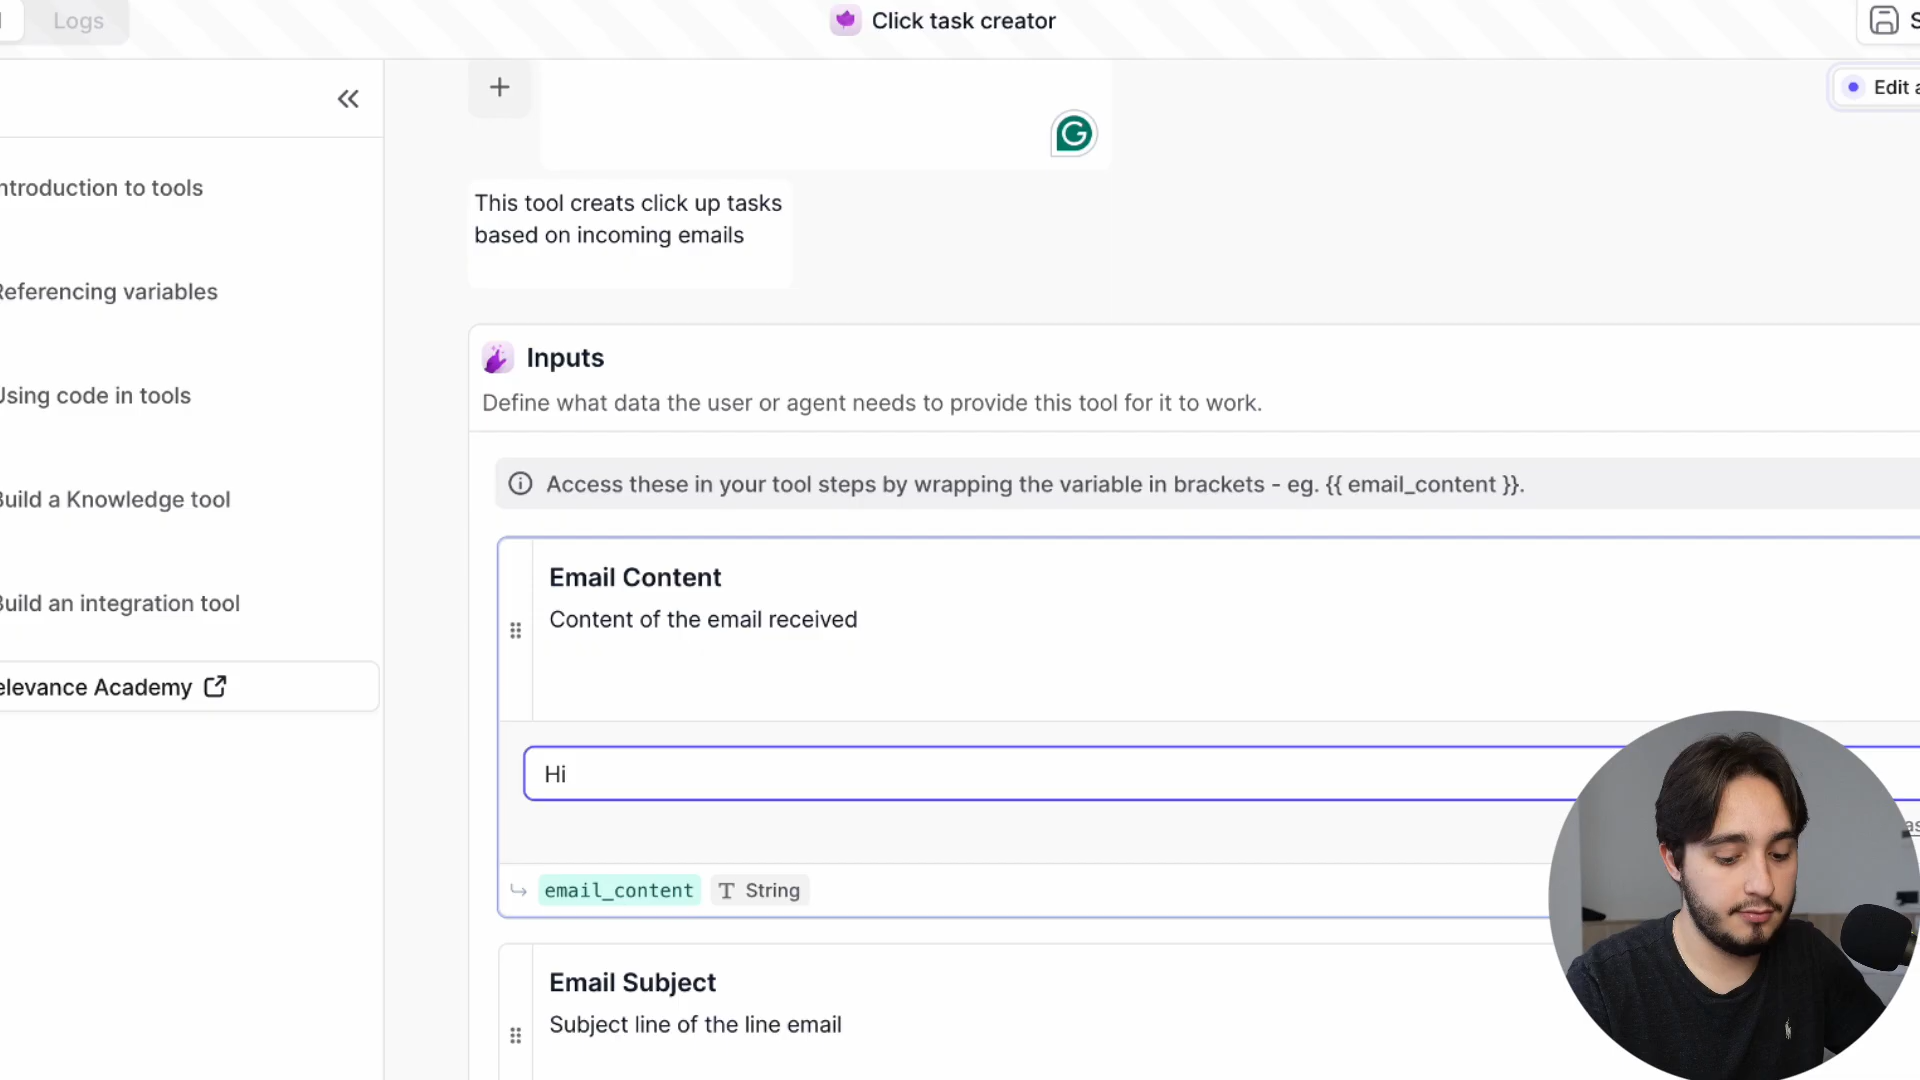 Logs
Click task creator
Edit
This tool creats click up tasks
based on incoming emails
Inputs
Define what data the user or agent needs to provide this tool for it to work.
Access these in your tool steps by wrapping the variable in brackets - eg. {{ email_content }}.
Email Content
Content of the email received
Hi
email_content
String
Email Subject
Subject line of the line email
ntroduction to tools
Referencing variables
Using code in tools
Build a Knowledge tool
Build an integration tool
elevance Academy